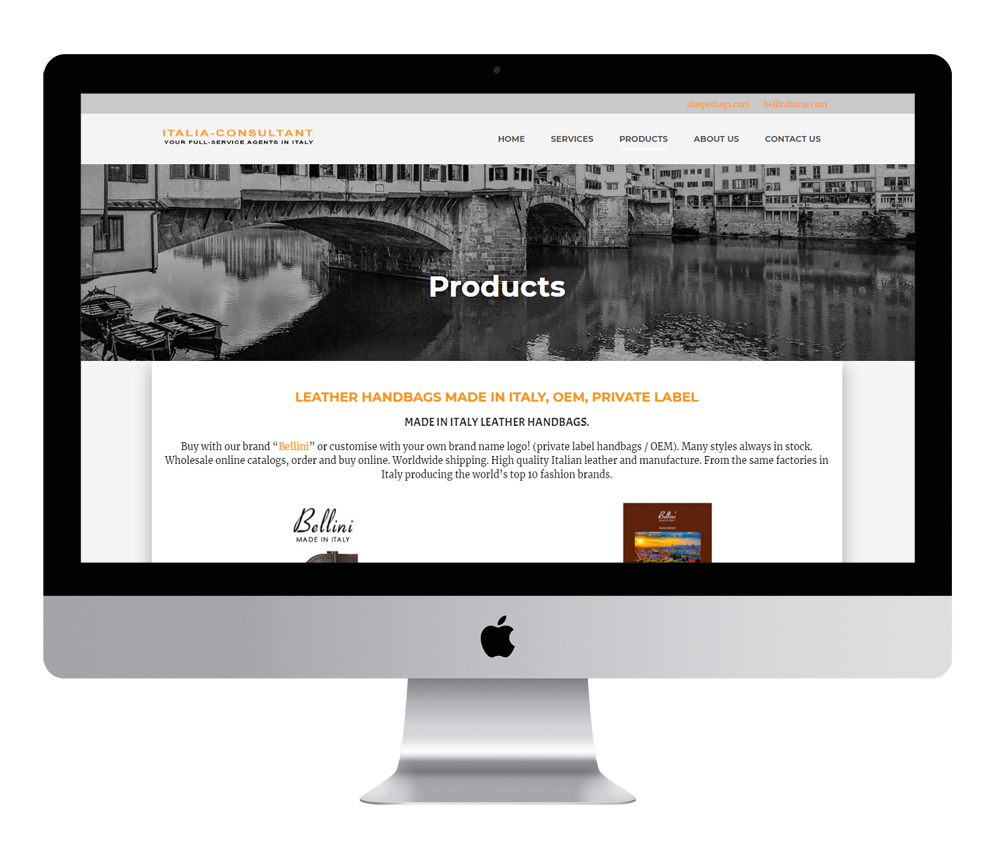 sleeperbags.com belliniborse.com
ITALIA-CONSULTANT
YOUR FULL-SERVICE AGENTS IN ITALY
HOME SERVICES PRODUCTS ABOUT US CONTACT US
Products
LEATHER HANDBAGS MADE IN ITALY, OEM, PRIVATE LABEL
MADE IN ITALY LEATHER HANDBAGS.
Buy with our brand “Bellini” or customise with your own brand name logo! (private label handbags / OEM). Many styles always in stock.
Wholesale online catalogs, order and buy online. Worldwide shipping. High quality Italian leather and manufacture. From the same factories in
Italy producing the world’s top 10 fashion brands.
Bellini
MADE IN ITALY
Bellini